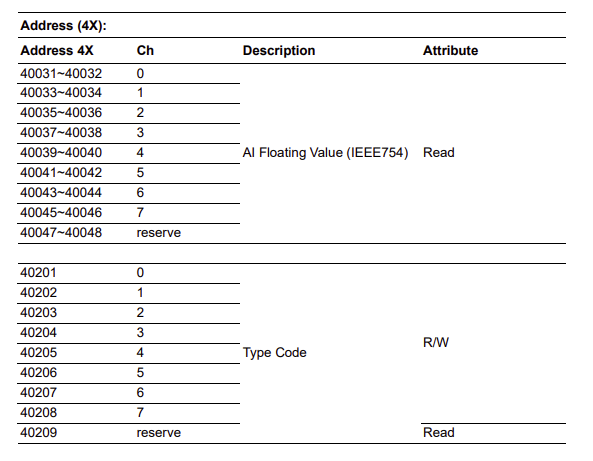 Address (4X):
Address 4X Ch Description Attribute
40031~40032 0
40033~40034 1
40035~40036 2
40037~40038 3
40039~40040 4 AI Floating Value (IEEE754) Read
40041~40042 5
40043~40044 6
40045~40046 7
40047~40048 reserve
40201 0
40202 1
40203 2
40204 3
R/W
40205 4 Type Code
40206 5
40207 6
40208 7
40209 reserve Read